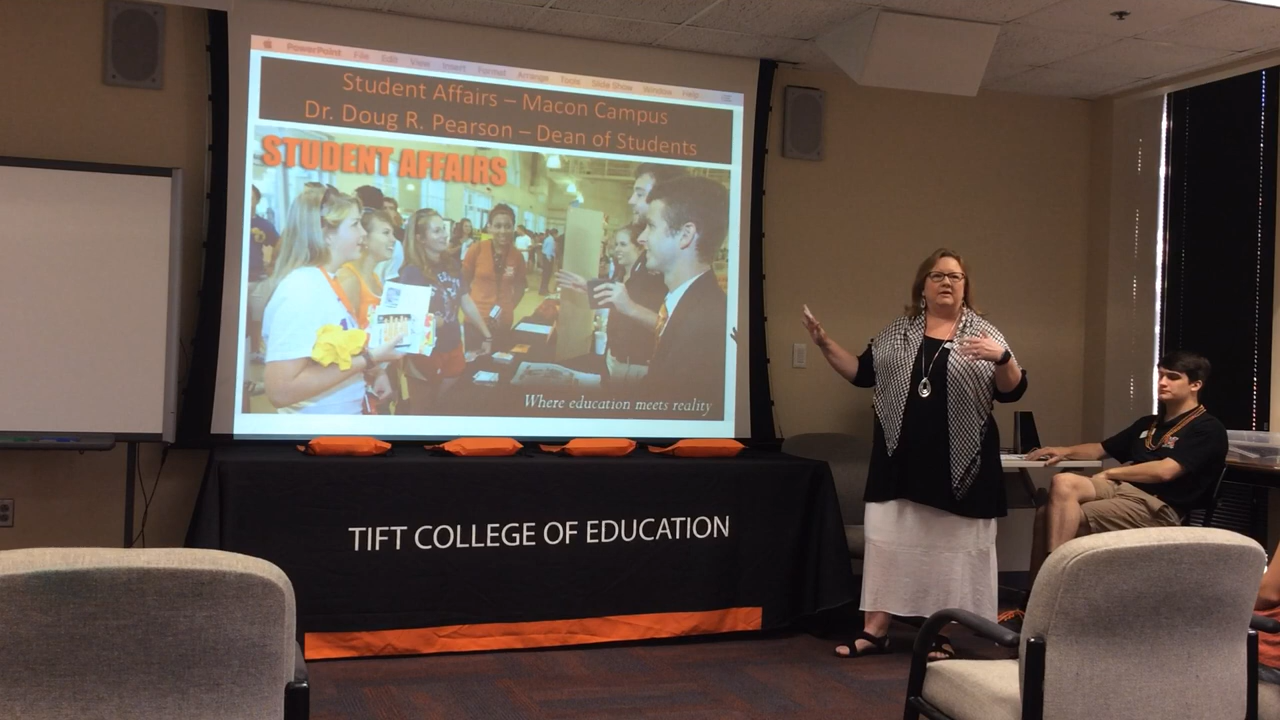 PowerPoint File Edit View Insert Format Arrange Tools Slide Show Window Help
Student Affairs – Macon Campus
Dr. Doug R. Pearson – Dean of Students
STUDENT AFFAIRS
Where education meets reality
TIFT COLLEGE OF EDUCATION